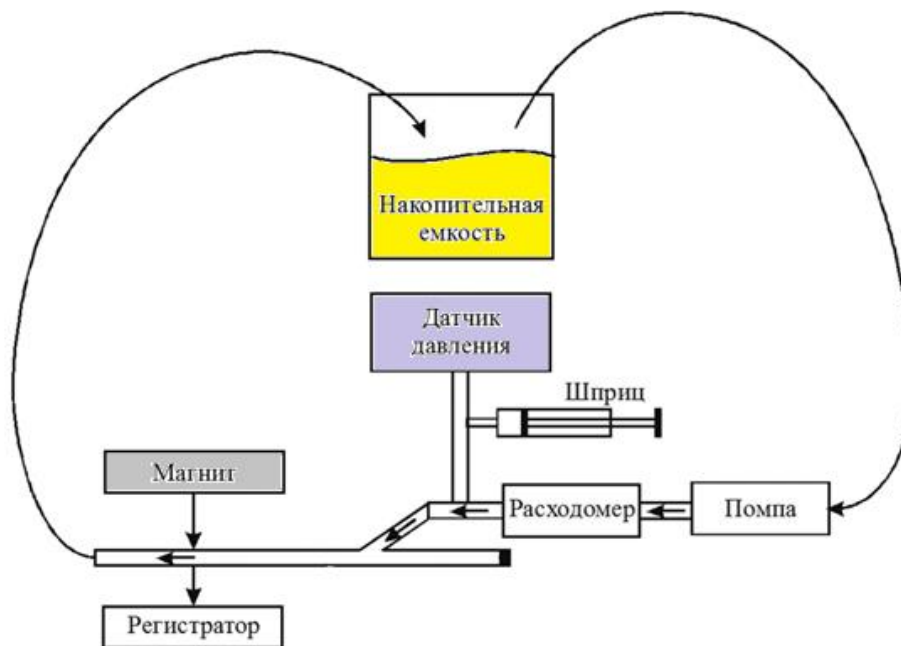 Накопительная
емкость
Датчик
давления
Шприц
Магнит
Расходомер
Помпа
Регистратор